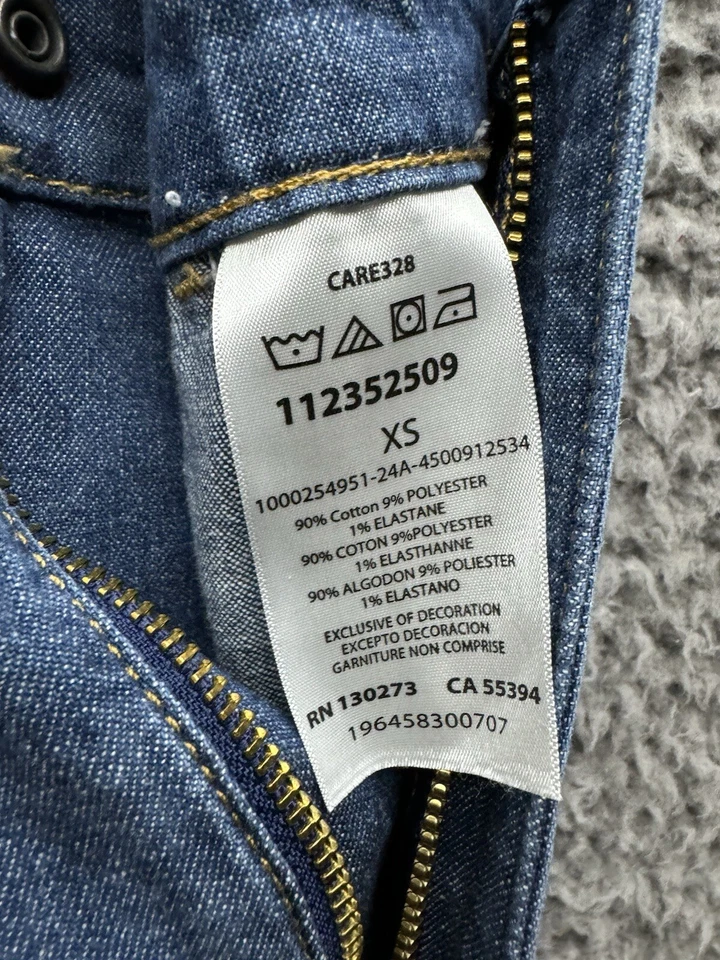 CARE328
112352509
XS
1000254951-24A-4500912534
90% Cotton 9% POLYESTER
1% ELASTANE
90% COTON 9%POLYESTER
1% ELASTHANNE
90% ALGODON 9% POLIESTER
1% ELASTANO
EXCLUSIVE OF DECORATION
EXCEPTO DECORACIÓN
GARNITURE NON COMPRISE
RN 130273 CA 55394
196458300707